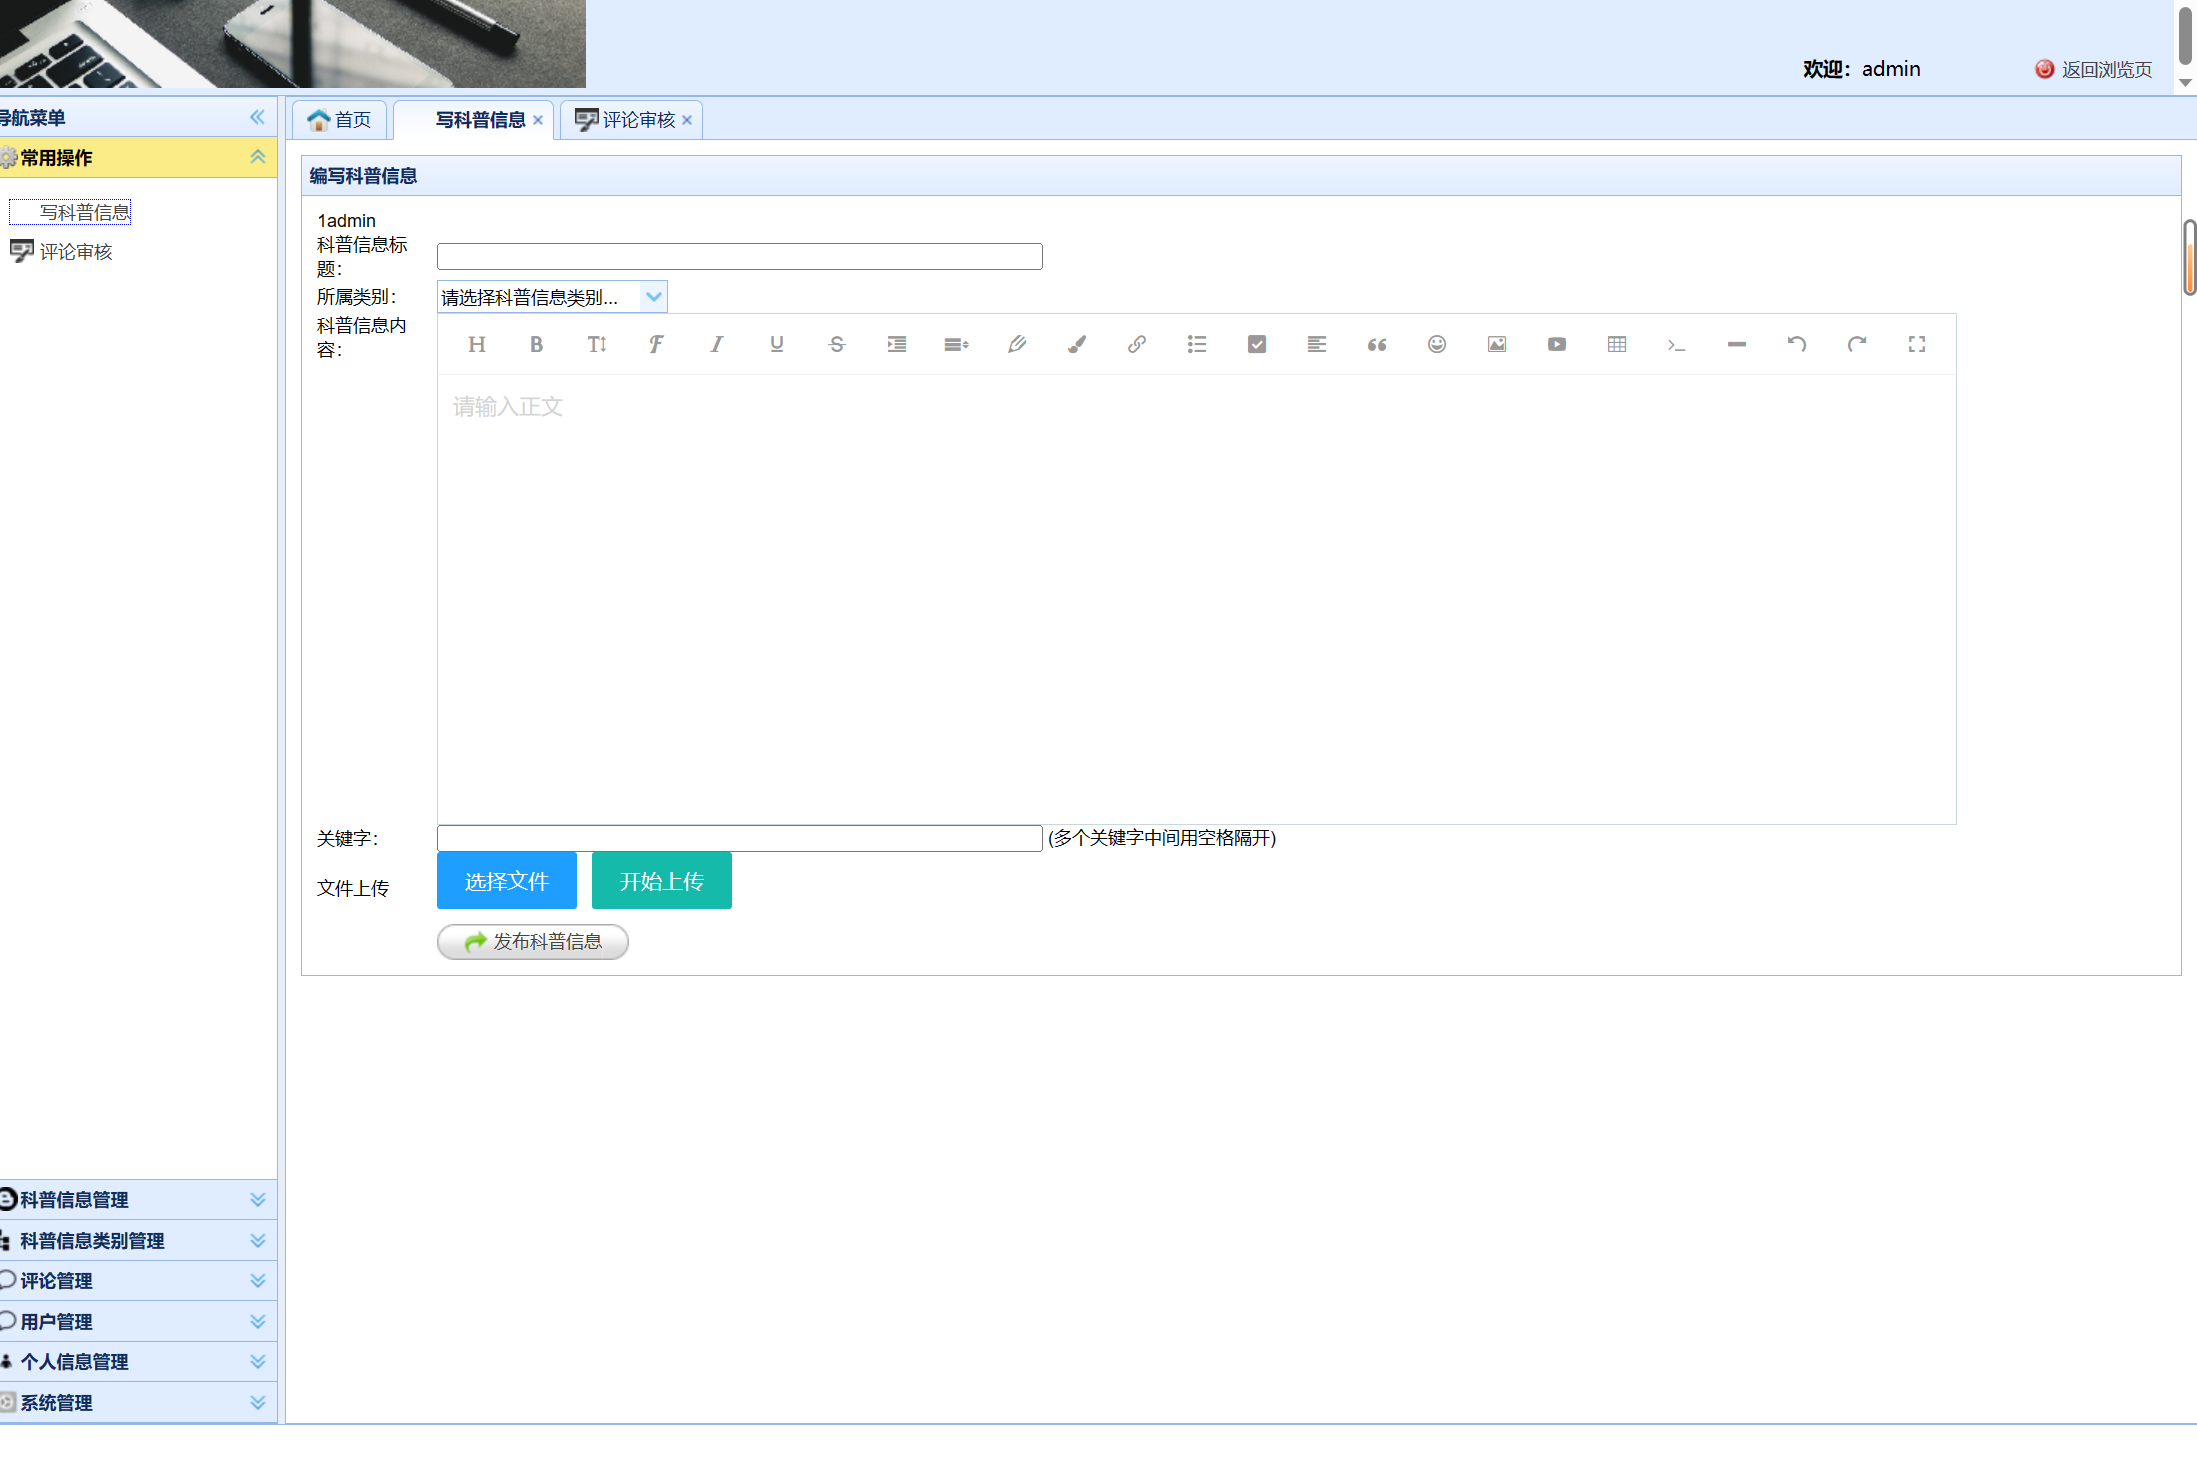 欢迎：admin
返回浏览页
导航菜单
首页
写科普信息
评论审核
常用操作
写科普信息
评论审核
编写科普信息
1admin
科普信息标
题：
所属类别：
请选择科普信息类别...
科普信息内
容：
请输入正文
关键字：
(多个关键字中间用空格隔开)
文件上传
选择文件
开始上传
发布科普信息
科普信息管理
科普信息类别管理
评论管理
用户管理
个人信息管理
系统管理